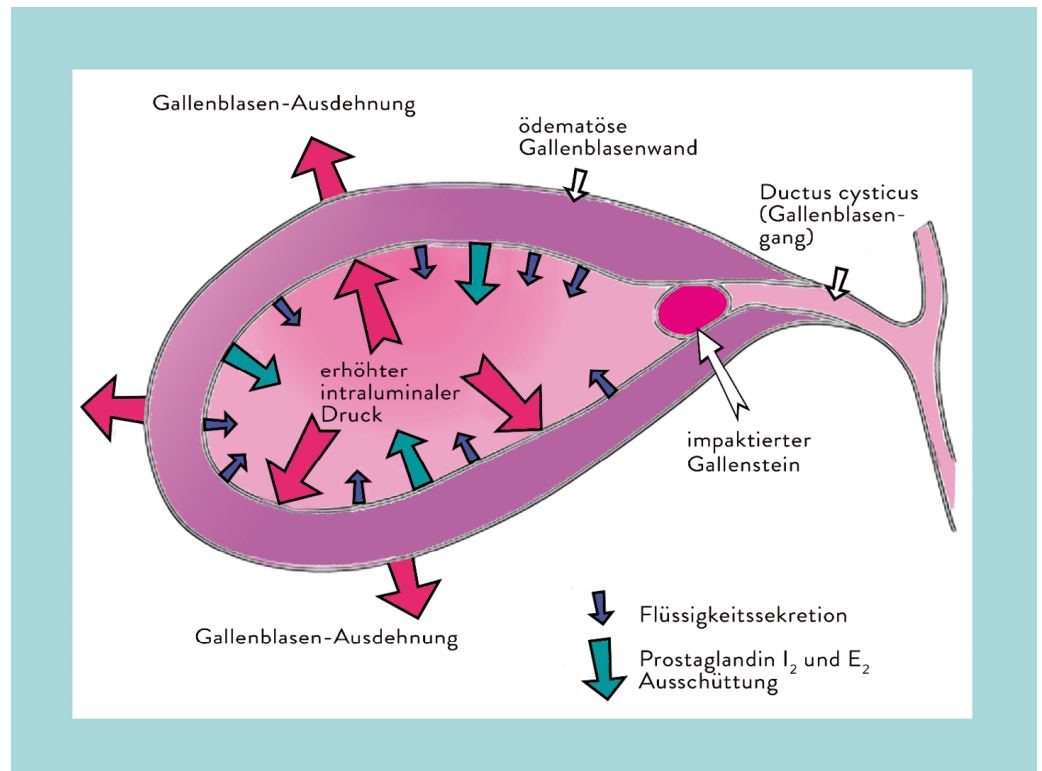 Gallenblasen-Ausdehnung
ödematöse
Gallenblasenwand
Ductus cysticus
(Gallenblasen-
gang)
erhöhter
intraluminaler
Druck
impaktierter
Gallenstein
Gallenblasen-Ausdehnung
Flüssigkeitssekretion
Prostaglandin I₂ und E₂
Ausschüttung